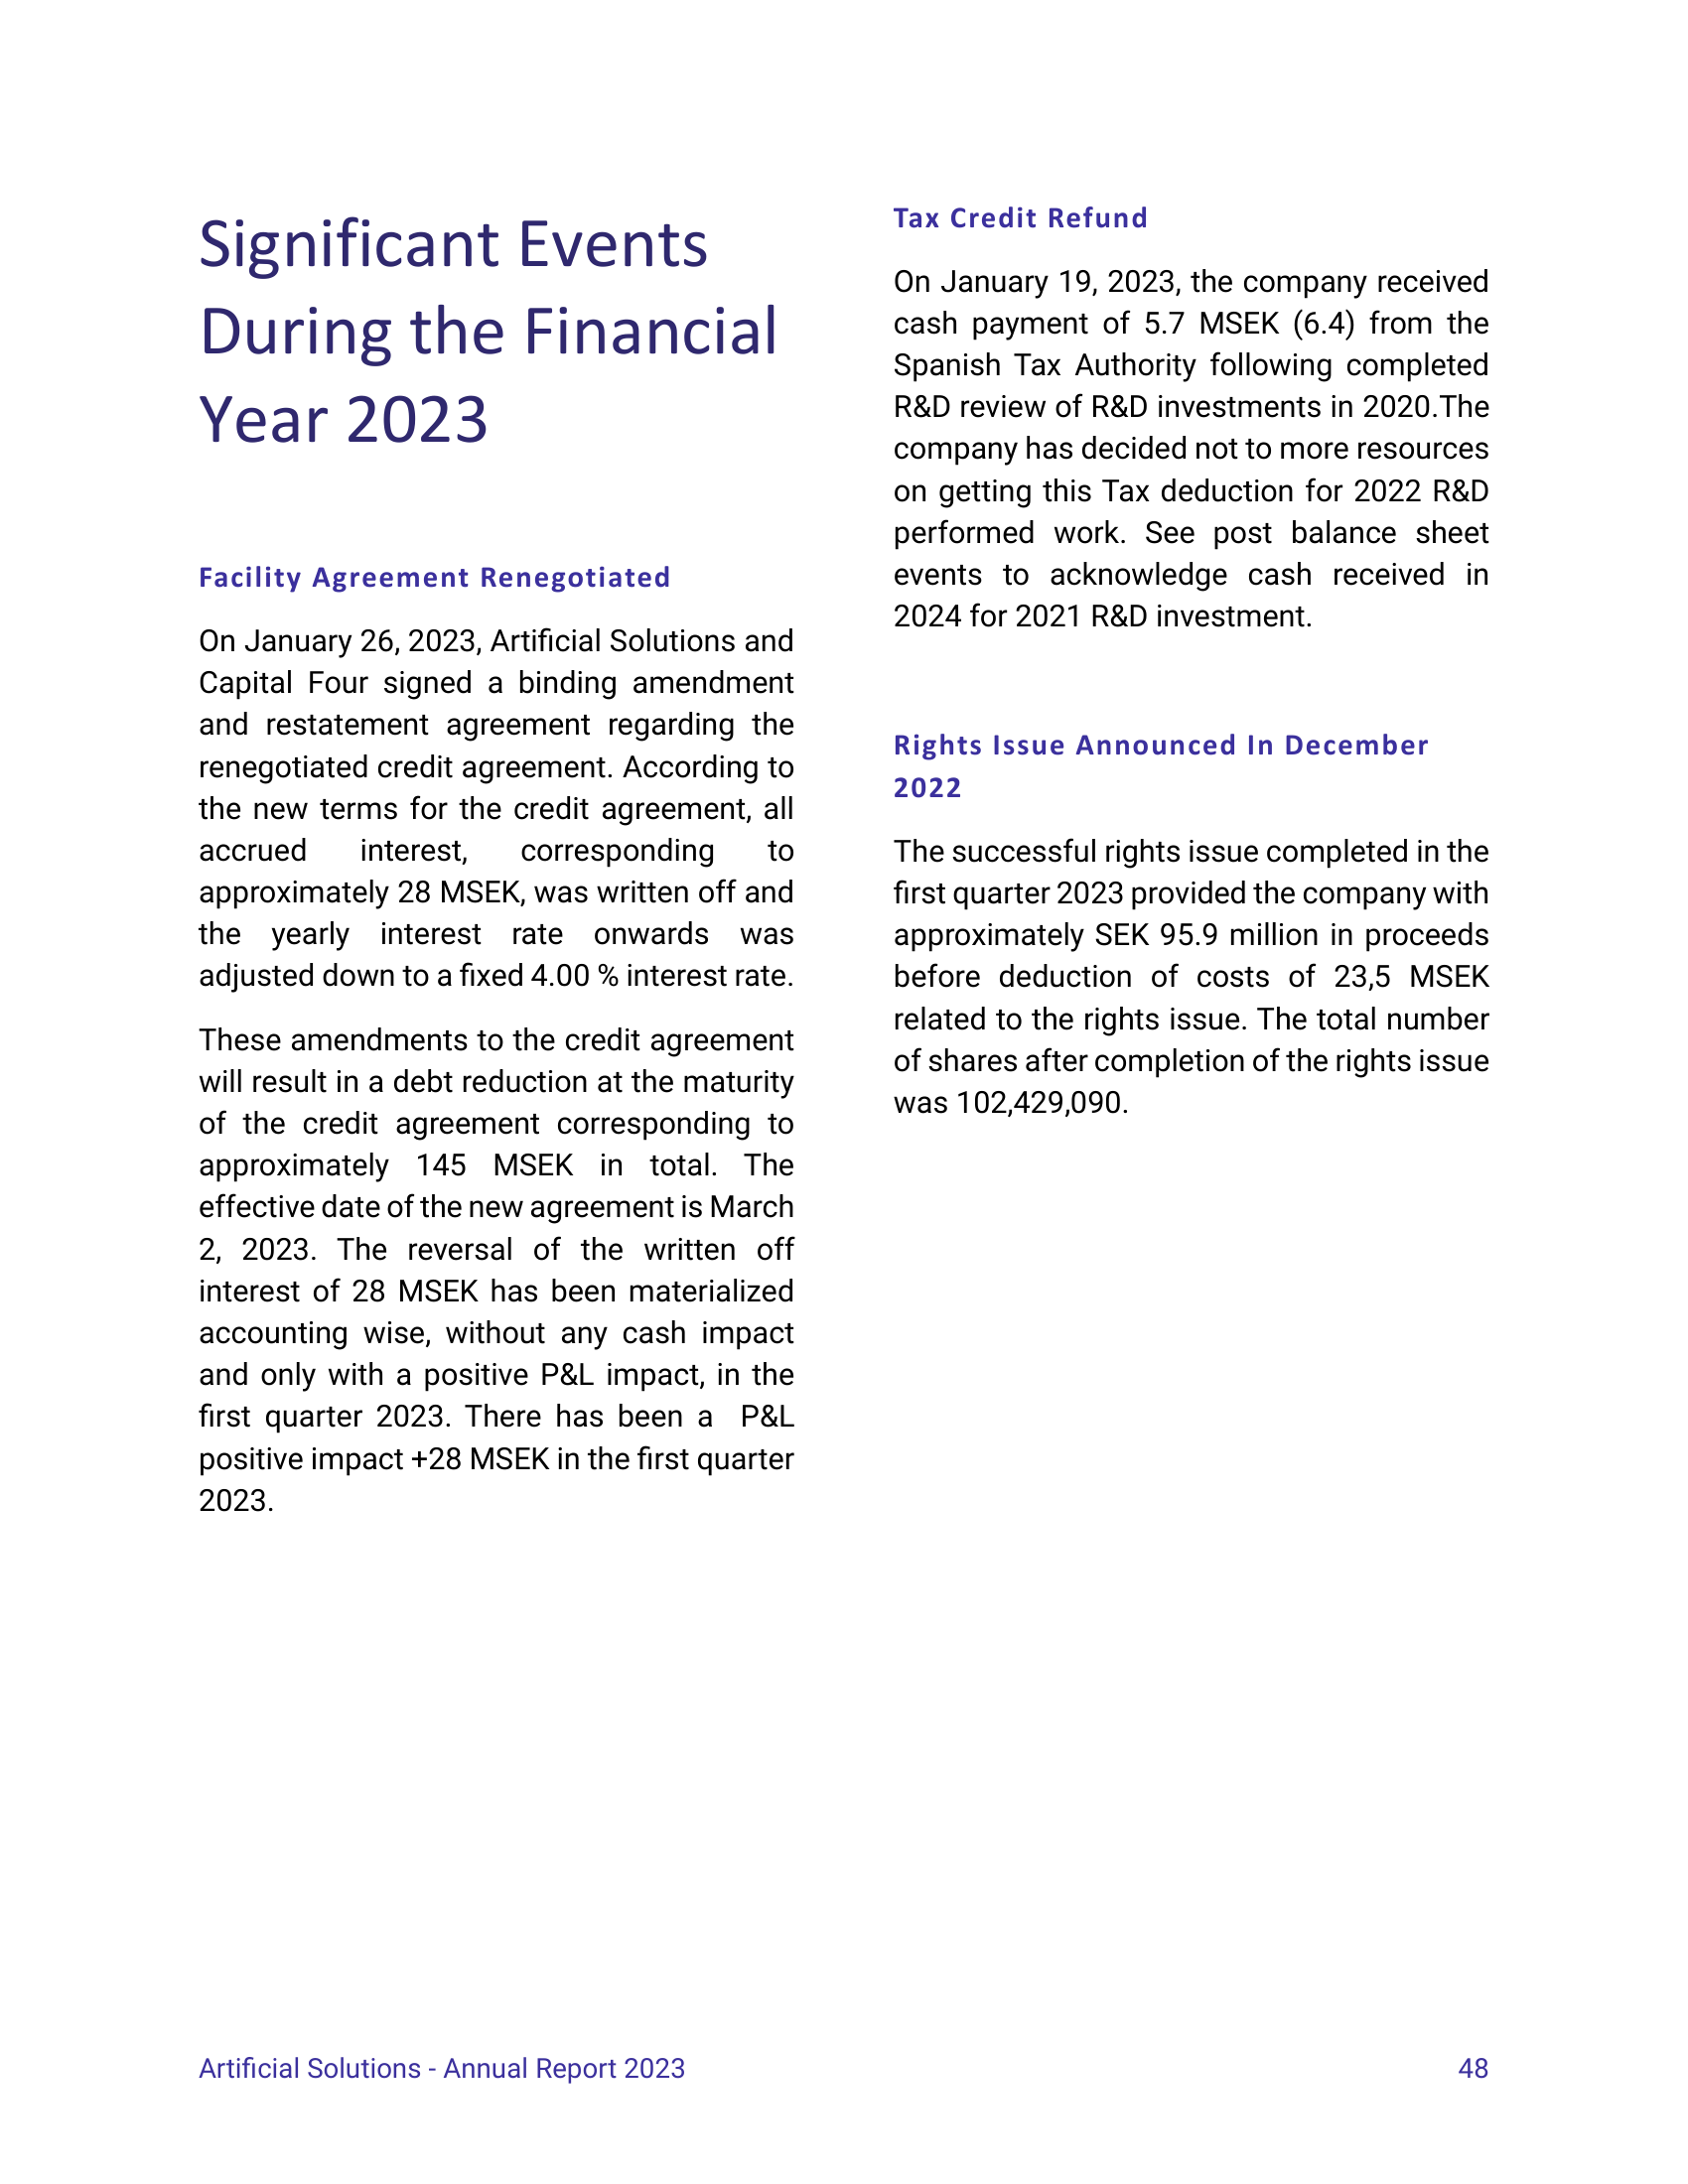 Significant Events
During the Financial
Year 2023
Facility Agreement Renegotiated
On January 26, 2023, Artificial Solutions and
Capital Four signed a binding amendment
and restatement agreement regarding the
renegotiated credit agreement. According to
the new terms for the credit agreement, all
accrued interest, corresponding to
approximately 28 MSEK, was written off and
the yearly interest rate onwards was
adjusted down to a fixed 4.00 % interest rate.
These amendments to the credit agreement
will result in a debt reduction at the maturity
of the credit agreement corresponding to
approximately 145 MSEK in total. The
effective date of the new agreement is March
2, 2023. The reversal of the written off
interest of 28 MSEK has been materialized
accounting wise, without any cash impact
and only with a positive P&L impact, in the
first quarter 2023. There has been a P&L
positive impact +28 MSEK in the first quarter
2023.
Tax Credit Refund
On January 19, 2023, the company received
cash payment of 5.7 MSEK (6.4) from the
Spanish Tax Authority following completed
R&D review of R&D investments in 2020.The
company has decided not to more resources
on getting this Tax deduction for 2022 R&D
performed work. See post balance sheet
events to acknowledge cash received in
2024 for 2021 R&D investment.
Rights Issue Announced In December
2022
The successful rights issue completed in the
first quarter 2023 provided the company with
approximately SEK 95.9 million in proceeds
before deduction of costs of 23,5 MSEK
related to the rights issue. The total number
of shares after completion of the rights issue
was 102,429,090.
Artificial Solutions - Annual Report 2023
48